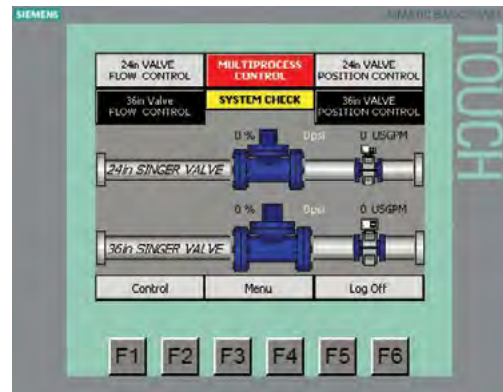 SIEMENS
SIMATIC BASIC PANEL
TOUCH
24in VALVE
FLOW CONTROL
MULTIPROCESS
CONTROL
24in VALVE
POSITION CONTROL
36in Valve
FLOW CONTROL
SYSTEM CHECK
36in VALVE
POSITION CONTROL
0 %
0psi
0 USGPM
24in SINGER VALVE
0 %
0psi
0 USGPM
36in SINGER VALVE
Control
Menu
Log Off
F1
F2
F3
F4
F5
F6